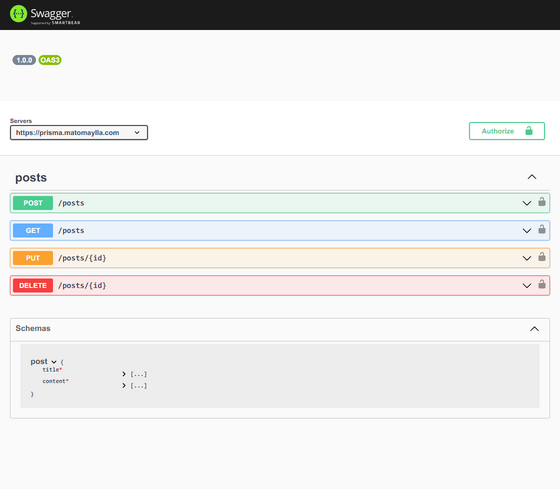 Swagger.
Supported by SMARTBEAR
1.0.0 OAS3
Servers
https://prisma.matomaylla.com
Authorize
posts
POST /posts
GET /posts
PUT /posts/{id}
DELETE /posts/{id}
Schemas
post {
title* [...]
content* [...]
}